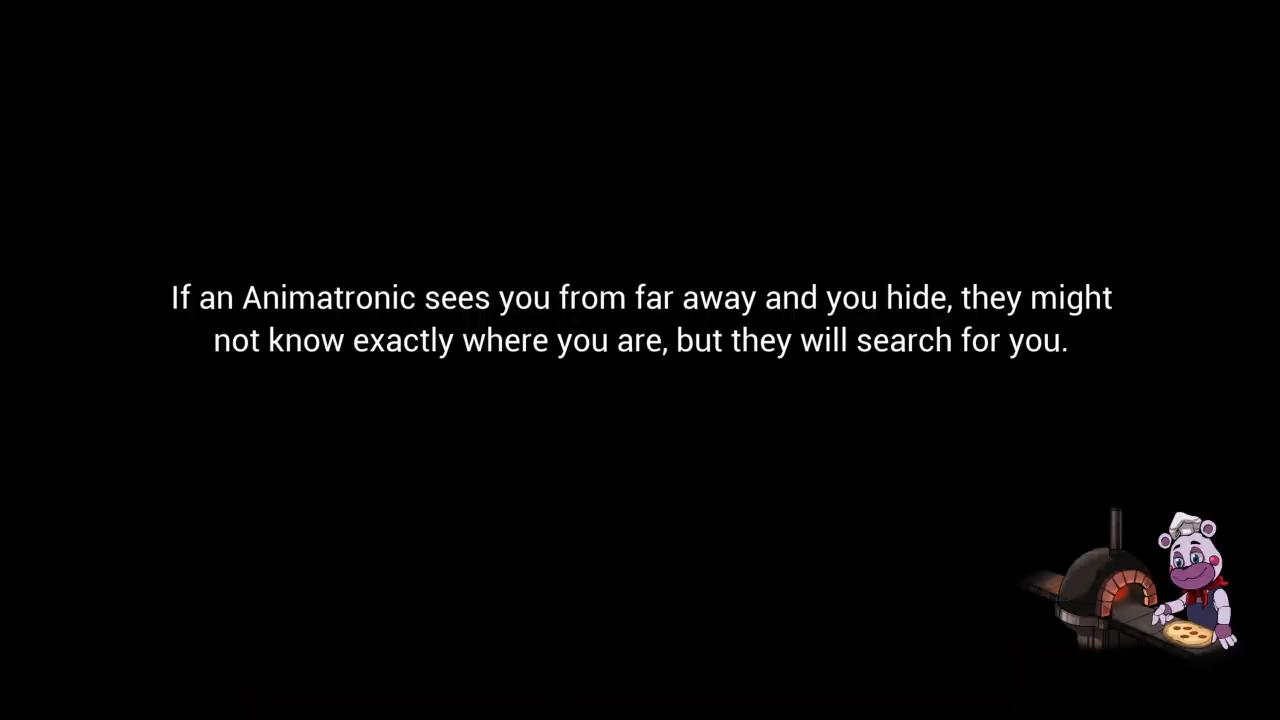 If an Animatronic sees you from far away and you hide, they might
not know exactly where you are, but they will search for you.